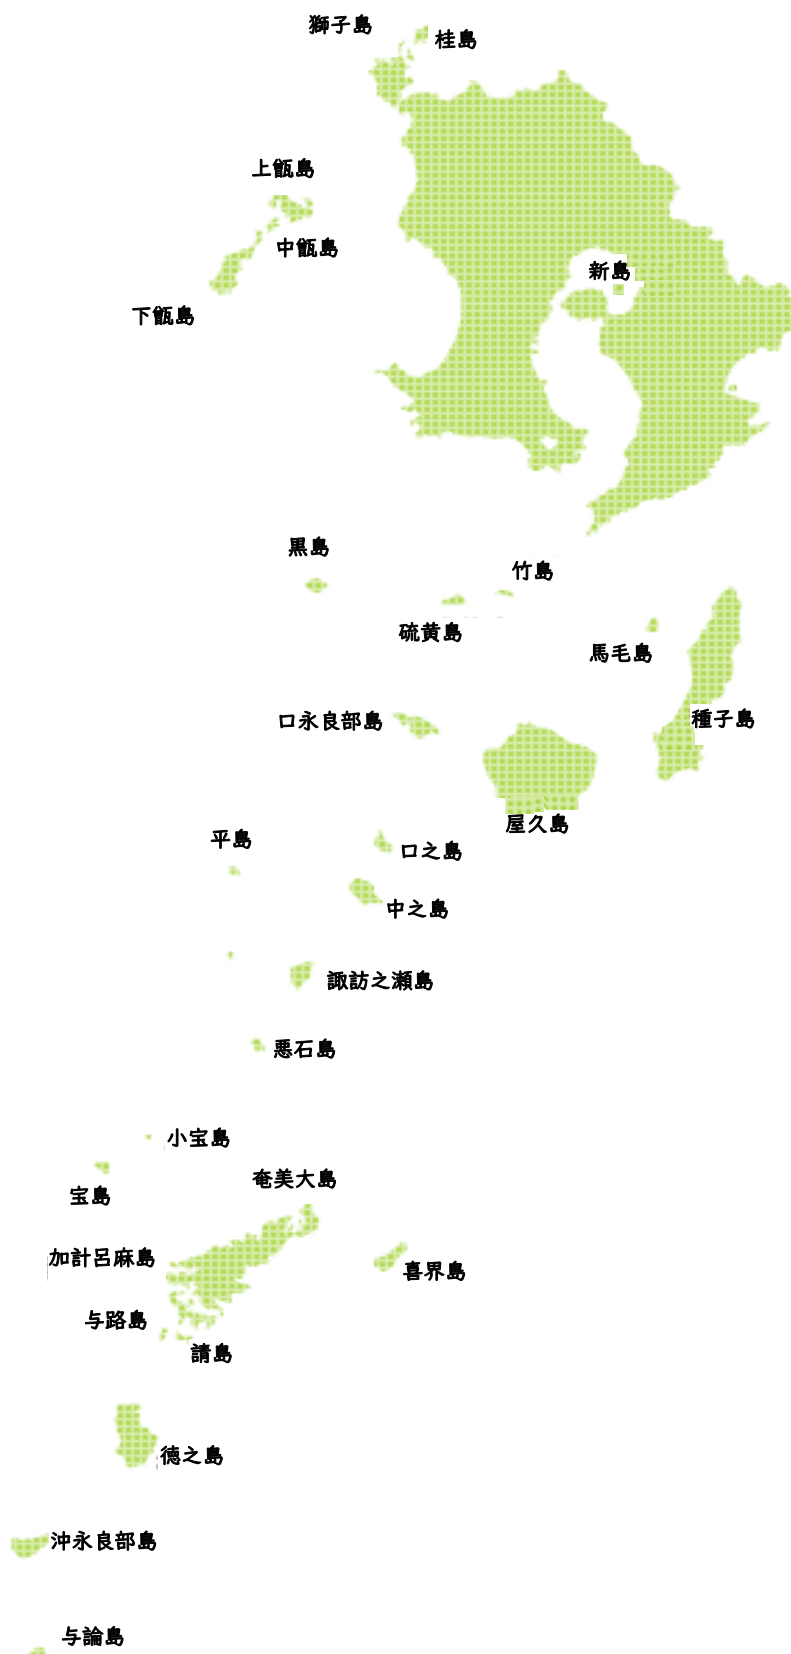 獅子島
桂島
上甑島
中甑島
下甑島
新島
黒島
竹島
硫黄島
馬毛島
口永良部島
種子島
屋久島
平島
口之島
中之島
諏訪之瀬島
悪石島
小宝島
宝島
奄美大島
加計呂麻島
喜界島
与路島
請島
徳之島
沖永良部島
与論島